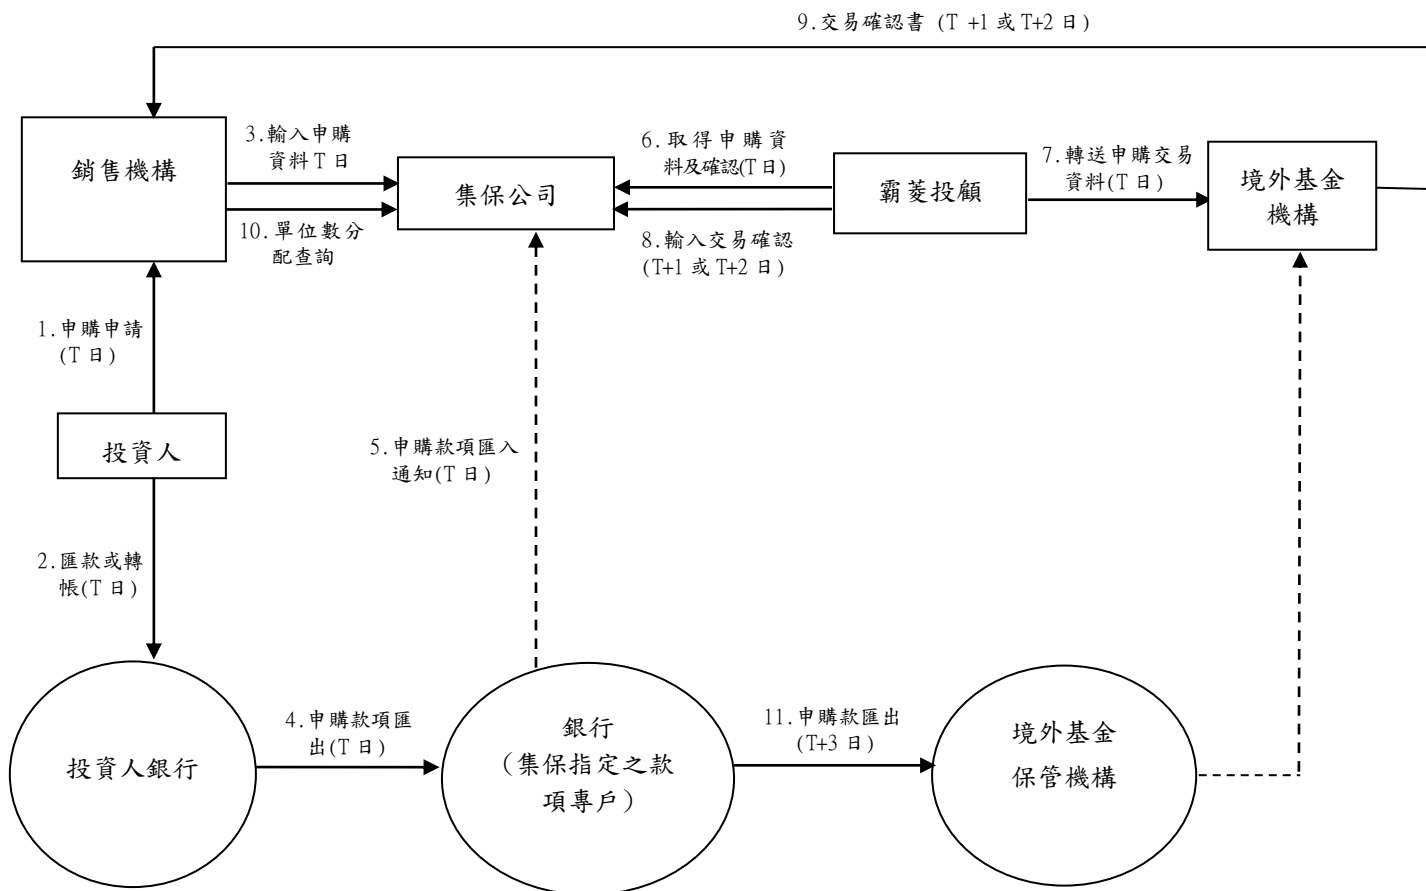 9.交易確認書 (T +1 或 T+2 日)
銷售機構
3.輸入申購
資料 T 日
集保公司
10.單位數分
配查詢
6.取得申購資
料及確認(T 日)
8.輸入交易確認
(T+1 或 T+2 日)
霸菱投顧
7.轉送申購交易
資料(T 日)
境外基金
機構
1.申購申請
(T 日)
投資人
5.申購款項匯入
通知(T 日)
2.匯款或轉
帳(T 日)
投資人銀行
4.申購款項匯
出(T 日)
銀行
(集保指定之款
項專戶)
11.申購款匯出
(T+3 日)
境外基金
保管機構